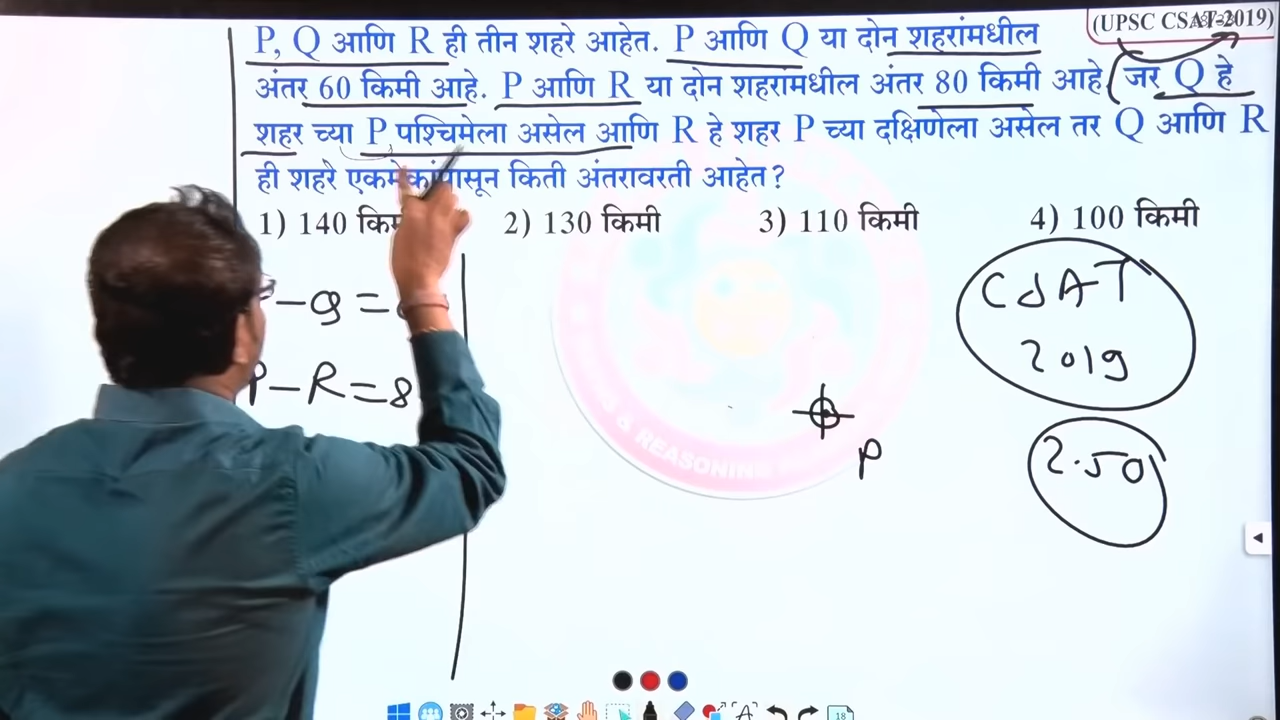 (UPSC CSAT-2019)
P, Q आणि R ही तीन शहरे आहेत. P आणि Q या दोन शहरांमधील
अंतर 60 किमी आहे. P आणि R या दोन शहरांमधील अंतर 80 किमी आहे जर Q हे
शहर च्या P पश्चिमेला असेल आणि R हे शहर P च्या दक्षिणेला असेल तर Q आणि R
ही शहरे एकमेकांपासून किती अंतरावरती आहेत?
1) 140 2) 130 किमी 3) 110 किमी 4) 100 किमी
CSAT
2019
- Q =
P - R = 8
P
2.50
& REASONING
18